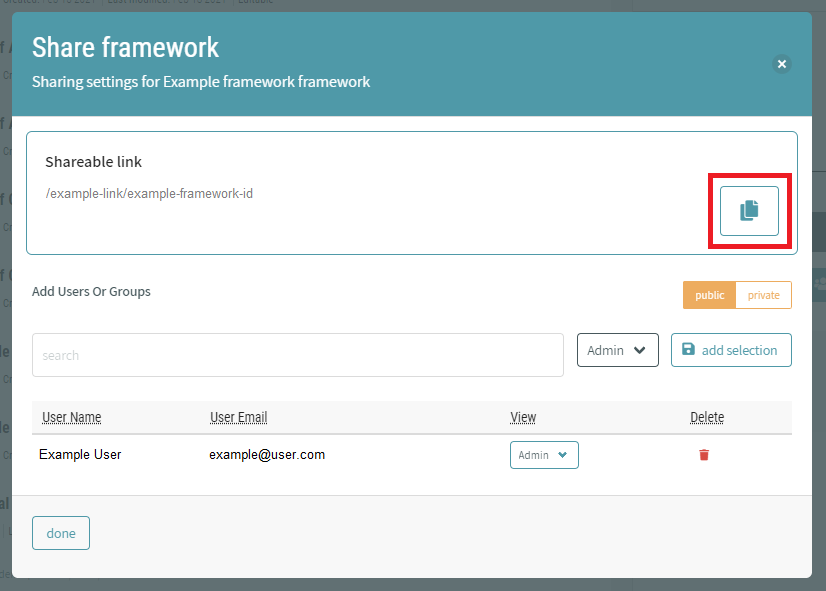 Share framework
Sharing settings for Example framework framework
Shareable link
/example-link/example-framework-id
Add Users Or Groups
public private
search
Admin
add selection
User Name User Email View Delete
Example User example@user.com Admin
done